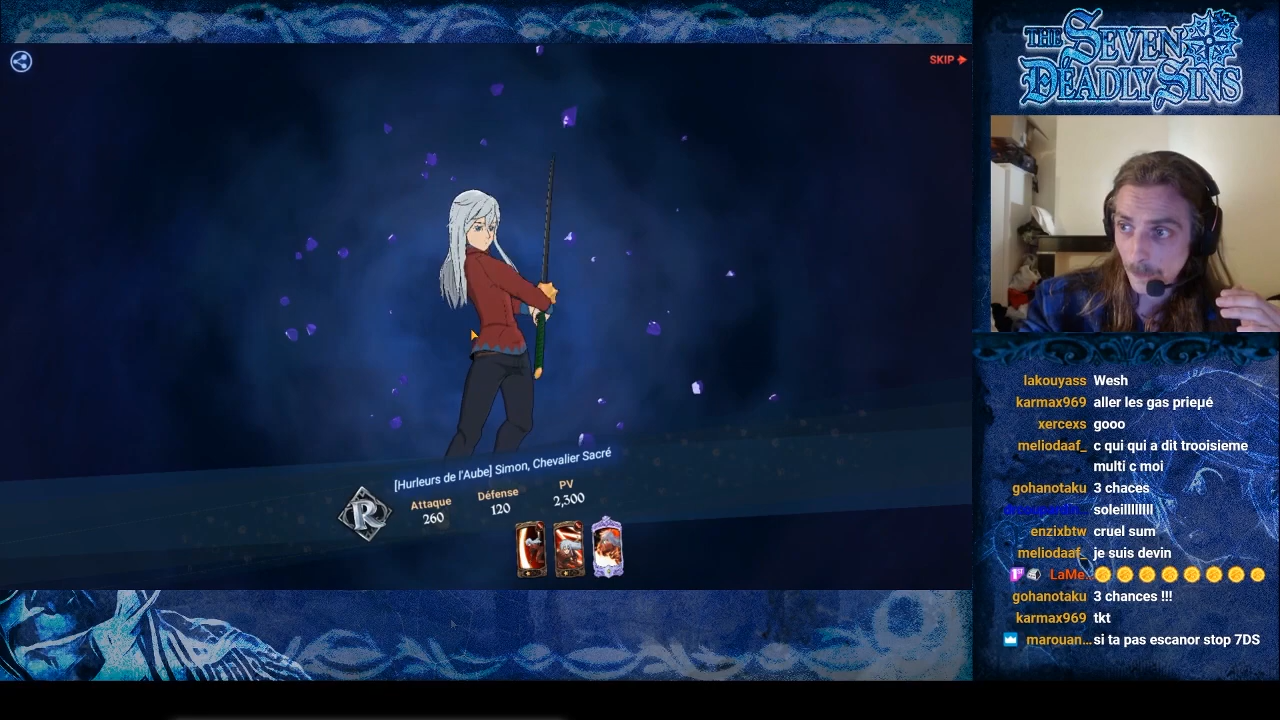 SKIP
THE SEVEN
DEADLY SINS
[Hurleurs de l'Aube] Simon, Chevalier Sacré
R
Attaque
260
Défense
120
PV
2,300
lakouyass Wesh
karmax969 aller les gas prieµé
xercexs gooo
meliodaaf_ c qui qui a dit trooisieme
multi c moi
gohanotaku 3 chaces
soleillllllll
enzixbtw cruel sum
meliodaaf_ je suis devin
LaMe:
gohanotaku 3 chances !!!
karmax969 tkt
marouan... si ta pas escanor stop 7DS